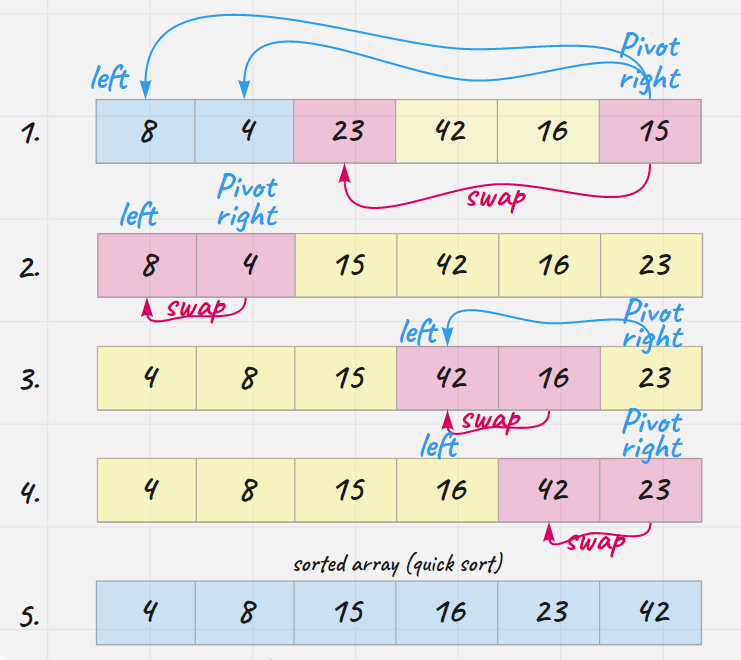 Pivot
left right
1. 8 4 23 42 16 15
swap
Pivot
left right
2. 8 4 15 42 16 23
swap
Pivot
left right
3. 4 8 15 42 16 23
swap
Pivot
left right
4. 4 8 15 16 42 23
swap
sorted array (quick sort)
5. 4 8 15 16 23 42